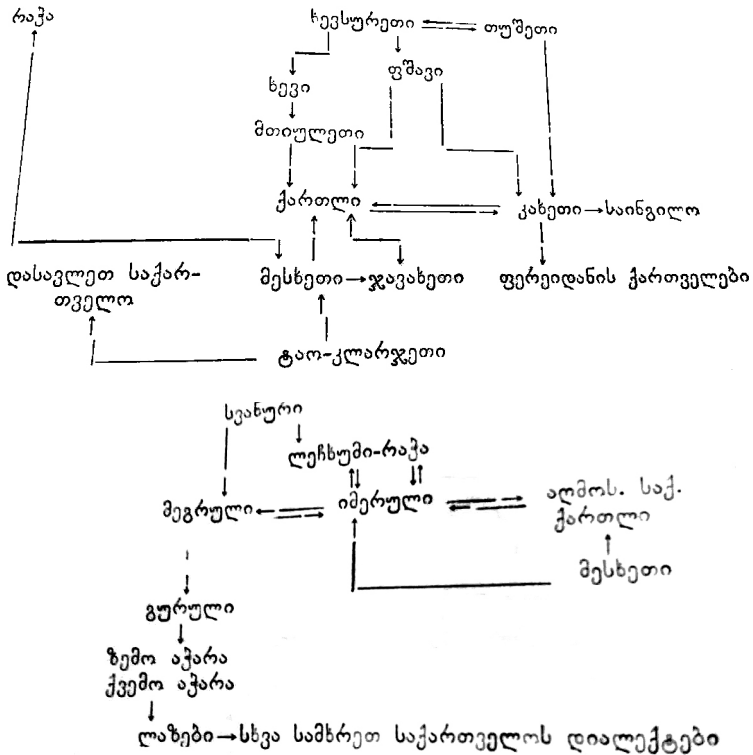 რაჭა
ხევსურეთი
თუშეთი
ფშავი
ხევი
მთიულეთი
ქართლი
კახეთი
საინგილო
დასავლეთ საქარ-
თველო
მესხეთი
ჯავახეთი
ფერეიდანის ქართველები
ტაო-კლარჯეთი
სვანური
ლეჩხუმი-რაჭა
მეგრული
იმერული
აღმოს. საქ.
ქართლი
მესხეთი
გურული
ზემო აჭარა
ქვემო აჭარა
ლაზები
სხვა სამხრეთ საქართველოს დიალექტები